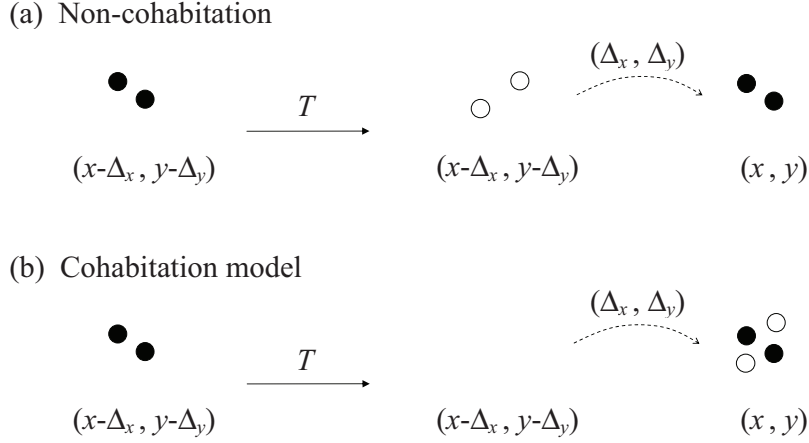 (a) Non-cohabitation
(Δx , Δy)
T
(x-Δx , y-Δy) (x-Δx , y-Δy) (x , y)
(b) Cohabitation model
(Δx , Δy)
T
(x-Δx , y-Δy) (x-Δx , y-Δy) (x , y)